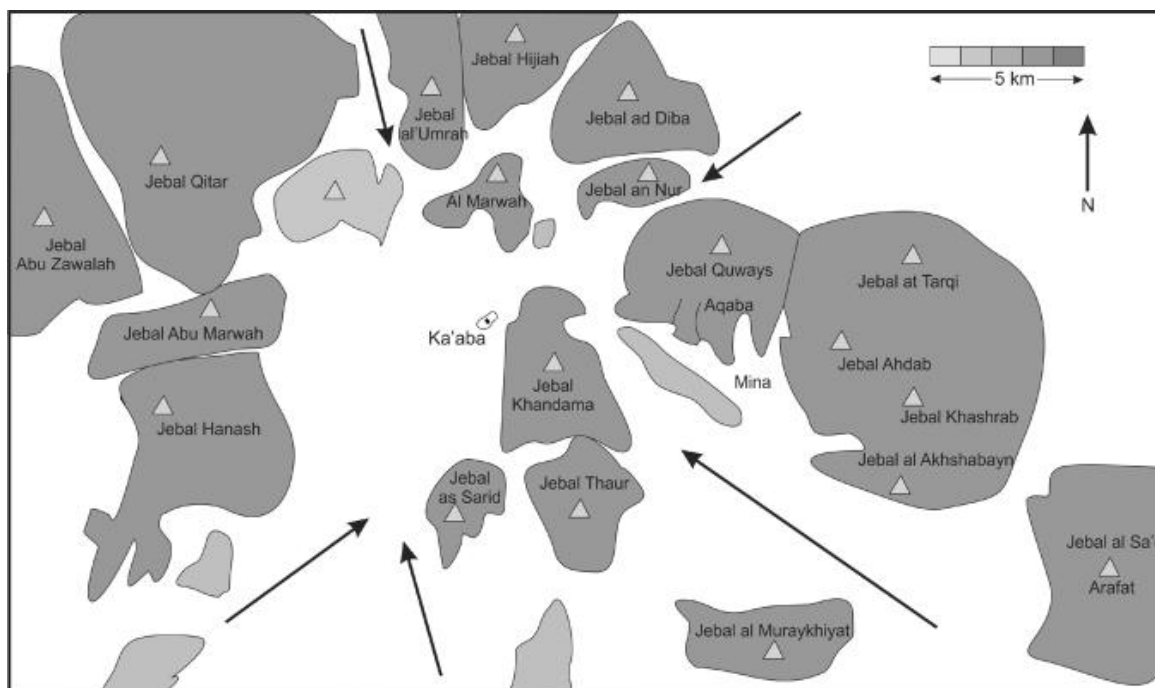 Jebal Hijiah
Jebal
al'Umrah
Jebal ad Diba
5 km
N
Jebal Qitar
Al Marwah
Jebal an Nur
Jebal
Abu Zawalah
Jebal Quways
Jebal at Tarqi
Aqaba
Jebal Abu Marwah
Ka'aba
Jebal Ahdab
Jebal
Khandama
Mina
Jebal Khashrab
Jebal Hanash
Jebal al Akhshabayn
Jebal
as Sarid
Jebal Thaur
Jebal al Sa'
Arafat
Jebal al Muraykhiyat